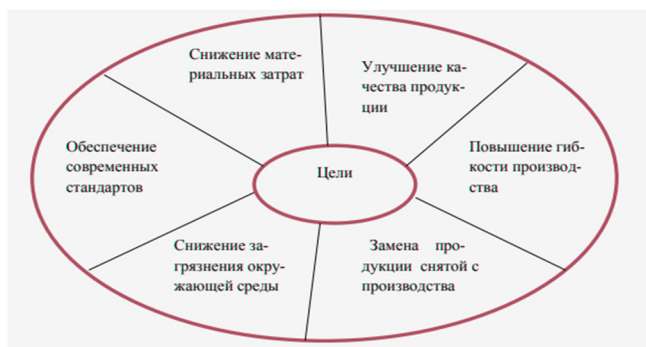 Снижение мате-
риальных затрат
Улучшение ка-
чества продук-
ции
Обеспечение
современных
стандартов
Цели
Повышение гиб-
кости производ-
ства
Снижение за-
грязнения окру-
жающей среды
Замена про-
дукции снятой с
производства